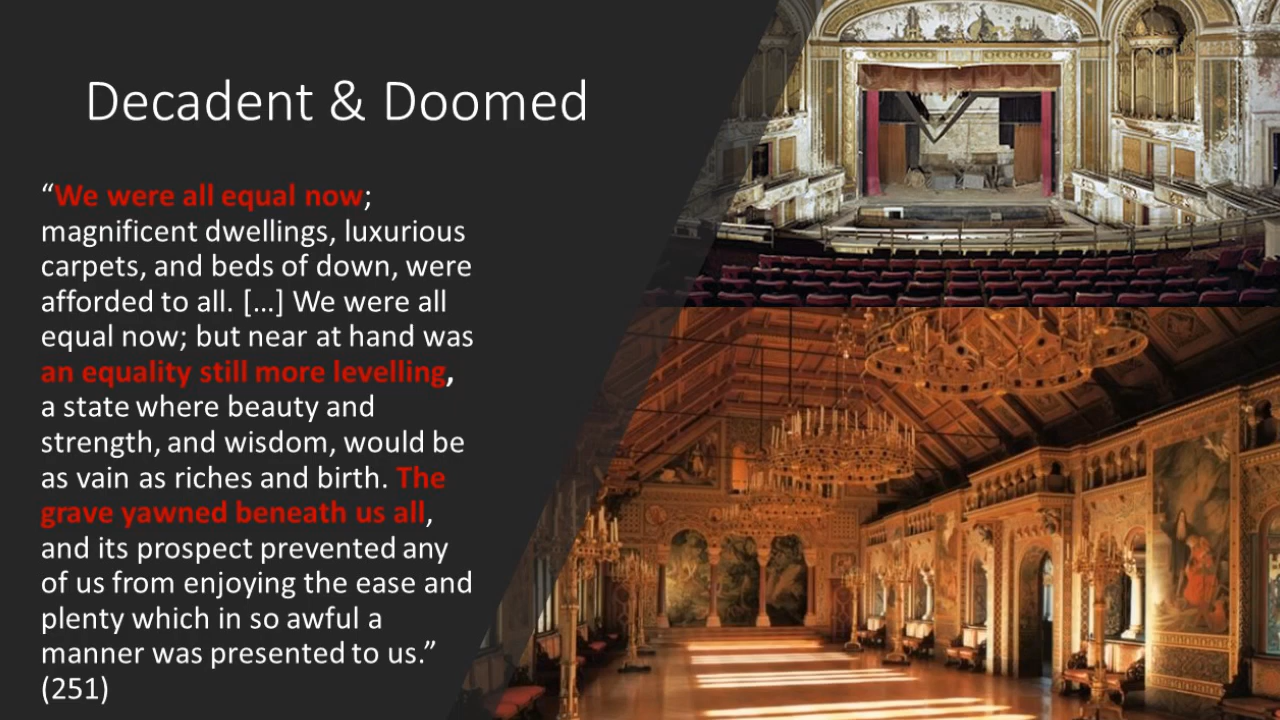 Decadent & Doomed
“We were all equal now;
magnificent dwellings, luxurious
carpets, and beds of down, were
afforded to all. […] We were all
equal now; but near at hand was
an equality still more levelling,
a state where beauty and
strength, and wisdom, would be
as vain as riches and birth. The
grave yawned beneath us all,
and its prospect prevented any
of us from enjoying the ease and
plenty which in so awful a
manner was presented to us.”
(251)